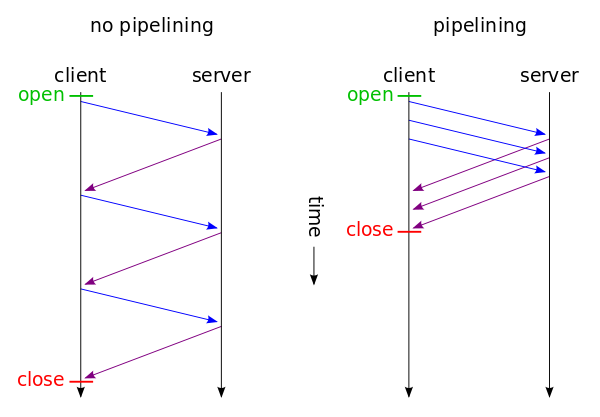 no pipelining
client
server
open
close
time
pipelining
client
server
open
close